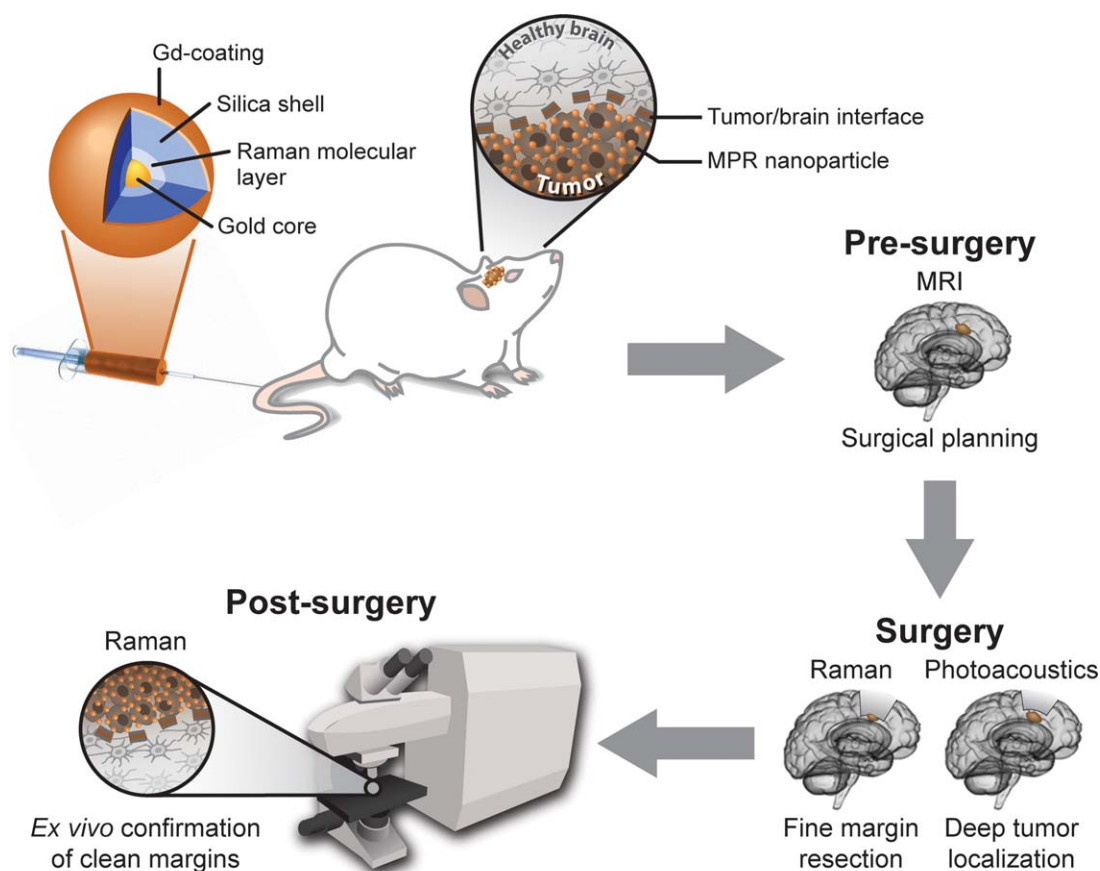 Gd-coating
Silica shell
Raman molecular
layer
Gold core
Healthy brain
Tumor
Tumor/brain interface
MPR nanoparticle
Pre-surgery
MRI
Surgical planning
Surgery
Raman
Fine margin
resection
Photoacoustics
Deep tumor
localization
Post-surgery
Raman
Ex vivo confirmation
of clean margins